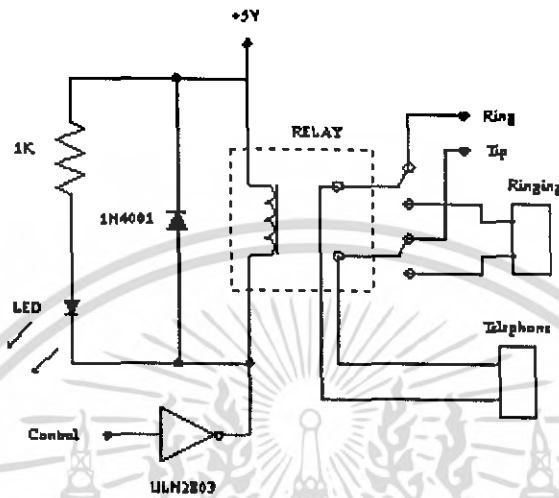 +5V
RELAY
Ring
Tip
1K
1N4001
Ringing
LED
Telephone
Control
ULN2803